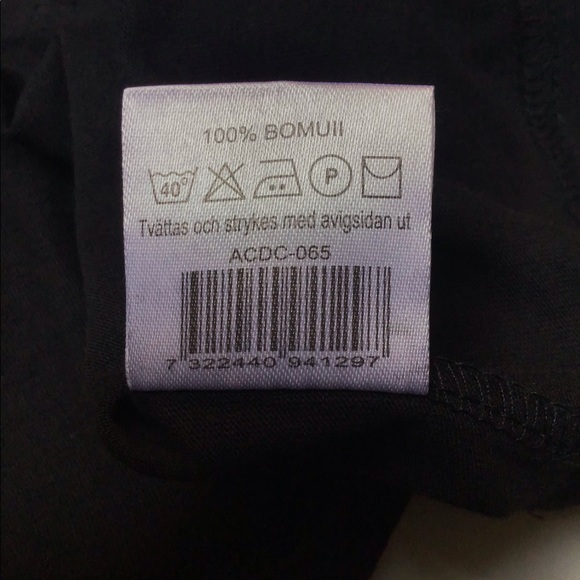 100% BOMUII
40°
P
Tvättas och strykes med avigsidan ut
ACDC-065
7 322440 941297